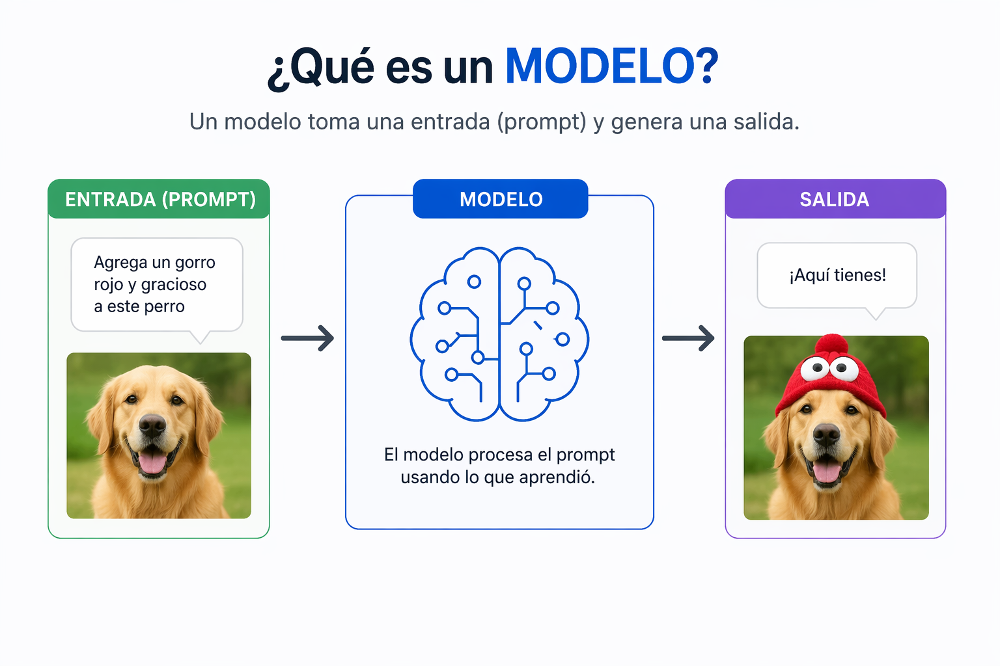 ¿Qué es un MODELO?
Un modelo toma una entrada (prompt) y genera una salida.
ENTRADA (PROMPT)
Agrega un gorro
rojo y gracioso
a este perro
MODELO
El modelo procesa el prompt
usando lo que aprendió.
SALIDA
¡Aquí tienes!